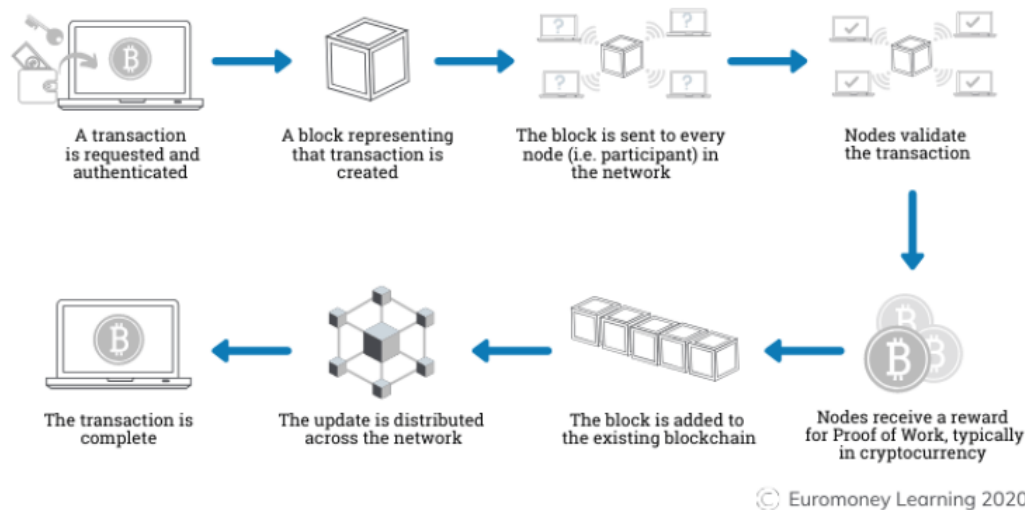 A transaction
is requested and
authenticated
A block representing
that transaction is
created
The block is sent to every
node (i.e. participant) in
the network
Nodes validate
the transaction
The transaction is
complete
The update is distributed
across the network
The block is added to
the existing blockchain
Nodes receive a reward
for Proof of Work, typically
in cryptocurrency
© Euromoney Learning 2020